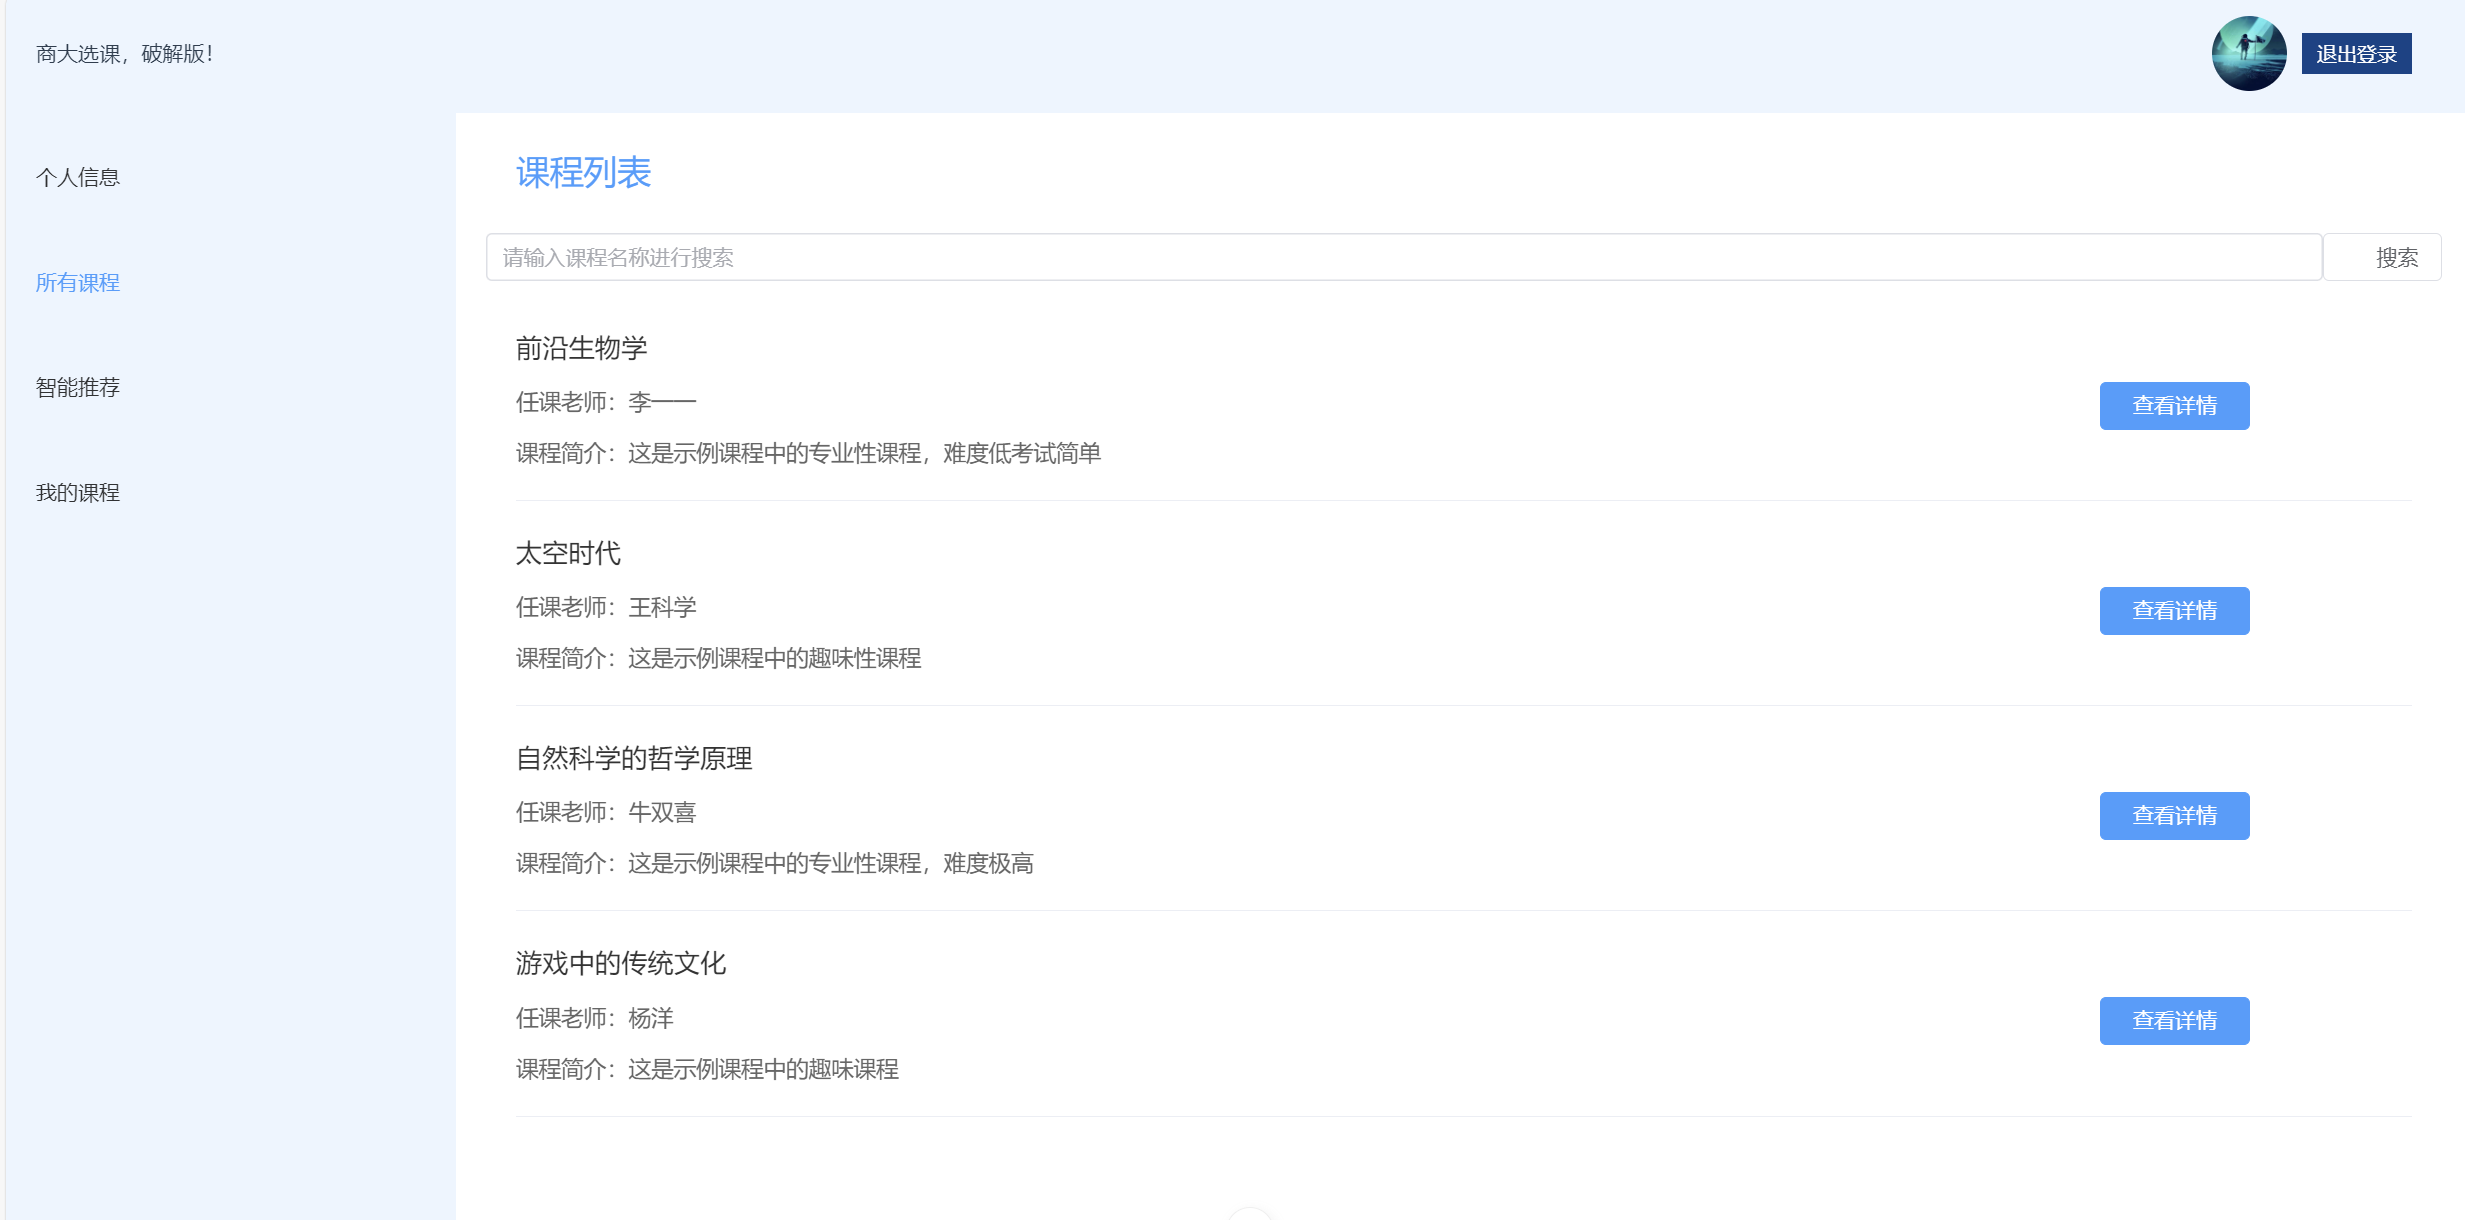 商大选课，破解版！
退出登录
个人信息
所有课程
智能推荐
我的课程
课程列表
请输入课程名称进行搜索
搜索
前沿生物学
任课老师：李一一
课程简介：这是示例课程中的专业性课程，难度低考试简单
查看详情
太空时代
任课老师：王科学
课程简介：这是示例课程中的趣味性课程
查看详情
自然科学的哲学原理
任课老师：牛双喜
课程简介：这是示例课程中的专业性课程，难度极高
查看详情
游戏中的传统文化
任课老师：杨洋
课程简介：这是示例课程中的趣味课程
查看详情